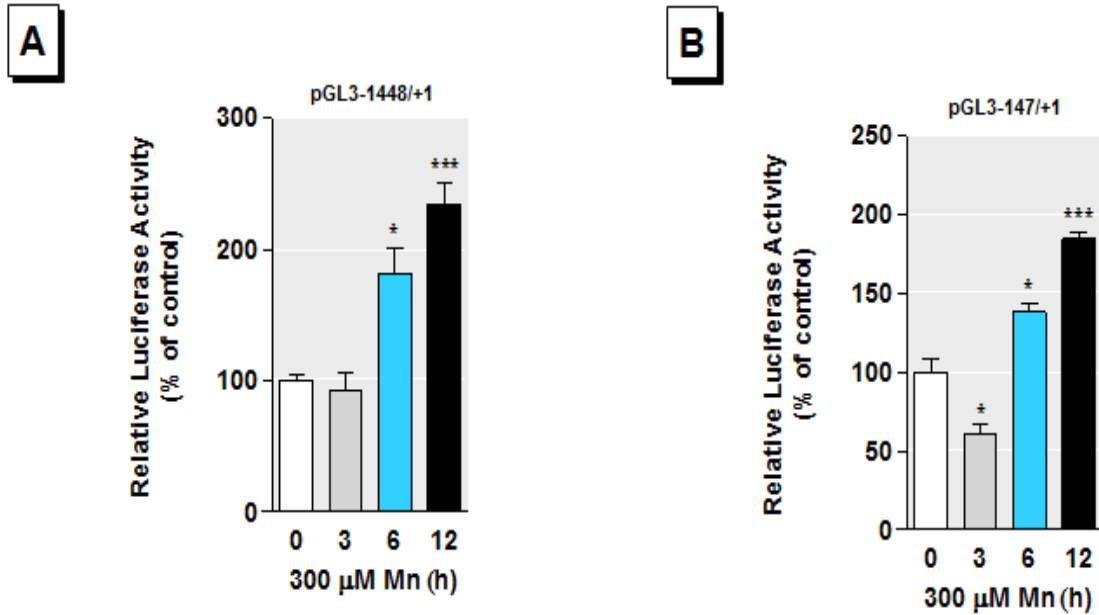 A
pGL3-1448/+1
Relative Luciferase Activity
(% of control)
300
200
100
0
*
***
0 3 6 12
300 µM Mn (h)
B
pGL3-147/+1
Relative Luciferase Activity
(% of control)
250
200
150
100
50
0
*
*
***
0 3 6 12
300 µM Mn (h)